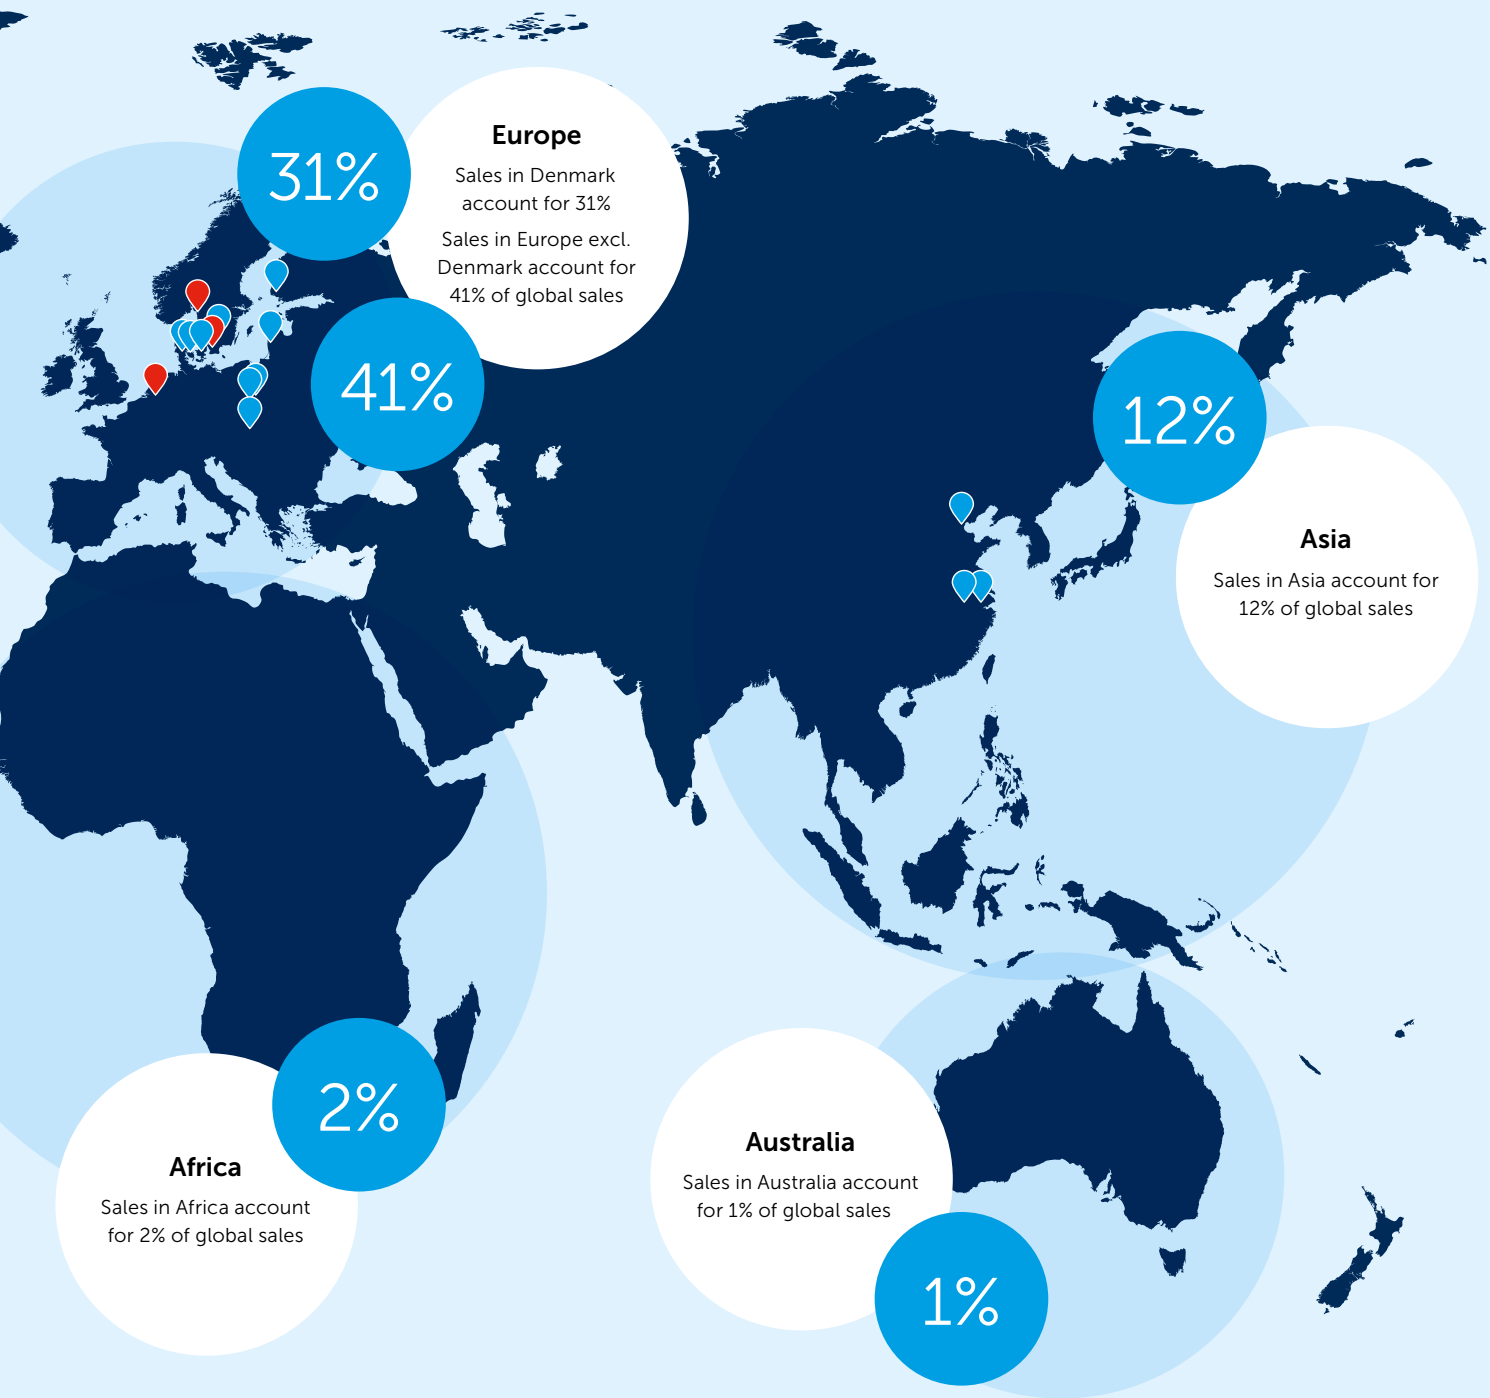 31%
Europe
Sales in Denmark
account for 31%
Sales in Europe excl.
Denmark account for
41% of global sales
41%
12%
Asia
Sales in Asia account for
12% of global sales
2%
Africa
Sales in Africa account
for 2% of global sales
Australia
Sales in Australia account
for 1% of global sales
1%